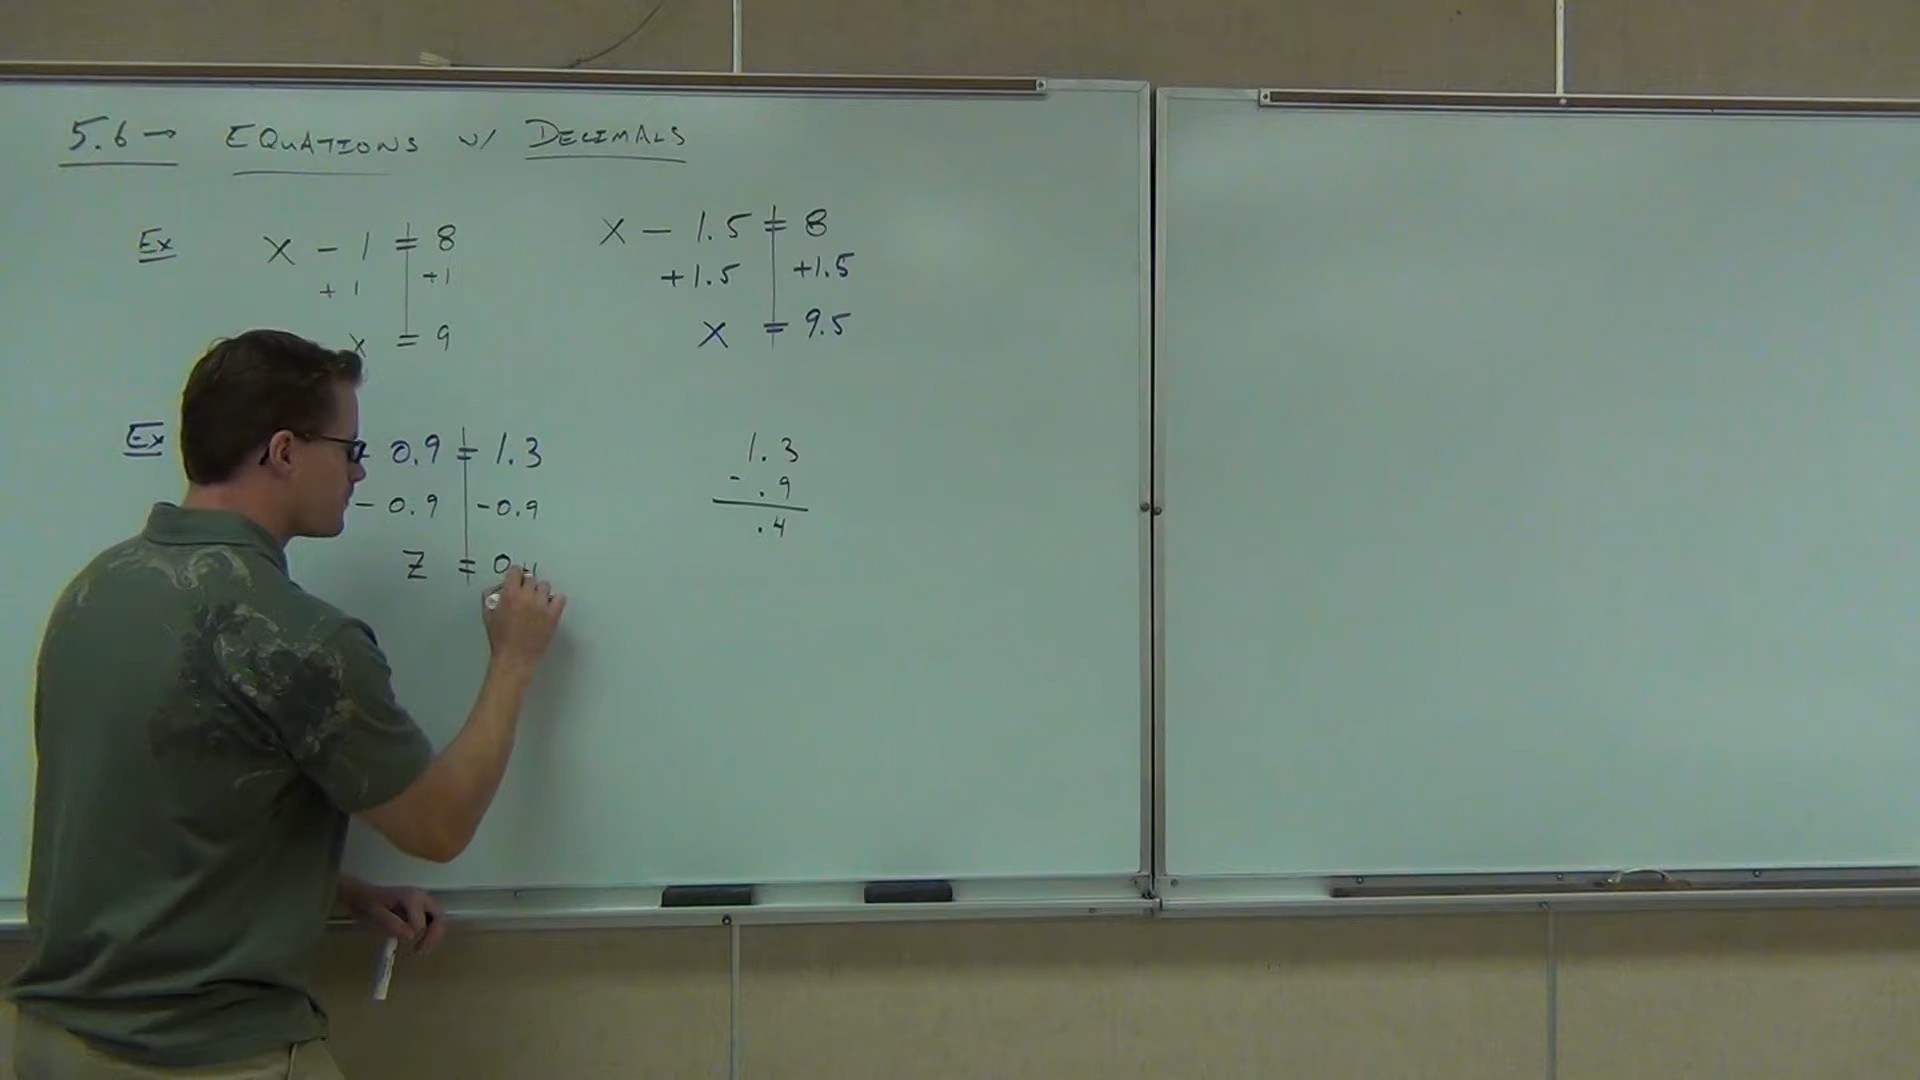 5.6 → EQUATIONS W/ DECIMALS
Ex x - 1 = 8
+ 1 +1
x = 9
x - 1.5 = 8
+1.5 +1.5
x = 9.5
Ex + 0.9 = 1.3
- 0.9 -0.9
z = 0.4
1.3
- .9
.4